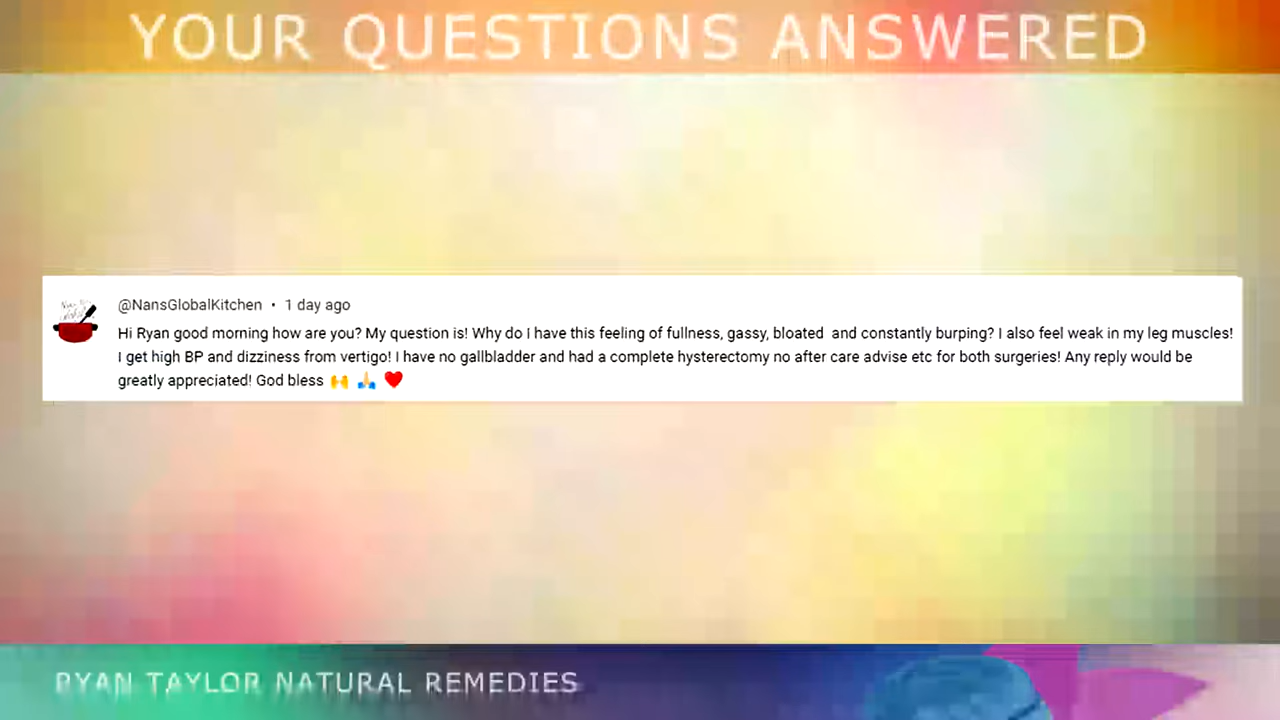 YOUR QUESTIONS ANSWERED
@NansGlobalKitchen • 1 day ago
Hi Ryan good morning how are you? My question is! Why do I have this feeling of fullness, gassy, bloated  and constantly burping? I also feel weak in my leg muscles!
I get high BP and dizziness from vertigo! I have no gallbladder and had a complete hysterectomy no after care advise etc for both surgeries! Any reply would be
greatly appreciated! God bless 🙌 🙏 ❤️
RYAN TAYLOR NATURAL REMEDIES